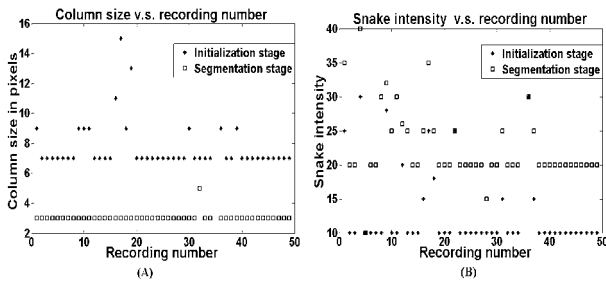 Column size v.s. recording number
Column size in pixels
16
14
12
10
8
6
4
2
Initialization stage
Segmentation stage
0
10
20
30
40
50
Recording number
(A)
Snake intensity v.s. recording number
Snake intensity
40
35
30
25
20
15
10
Initialization stage
Segmentation stage
0
10
20
30
40
50
Recording number
(B)